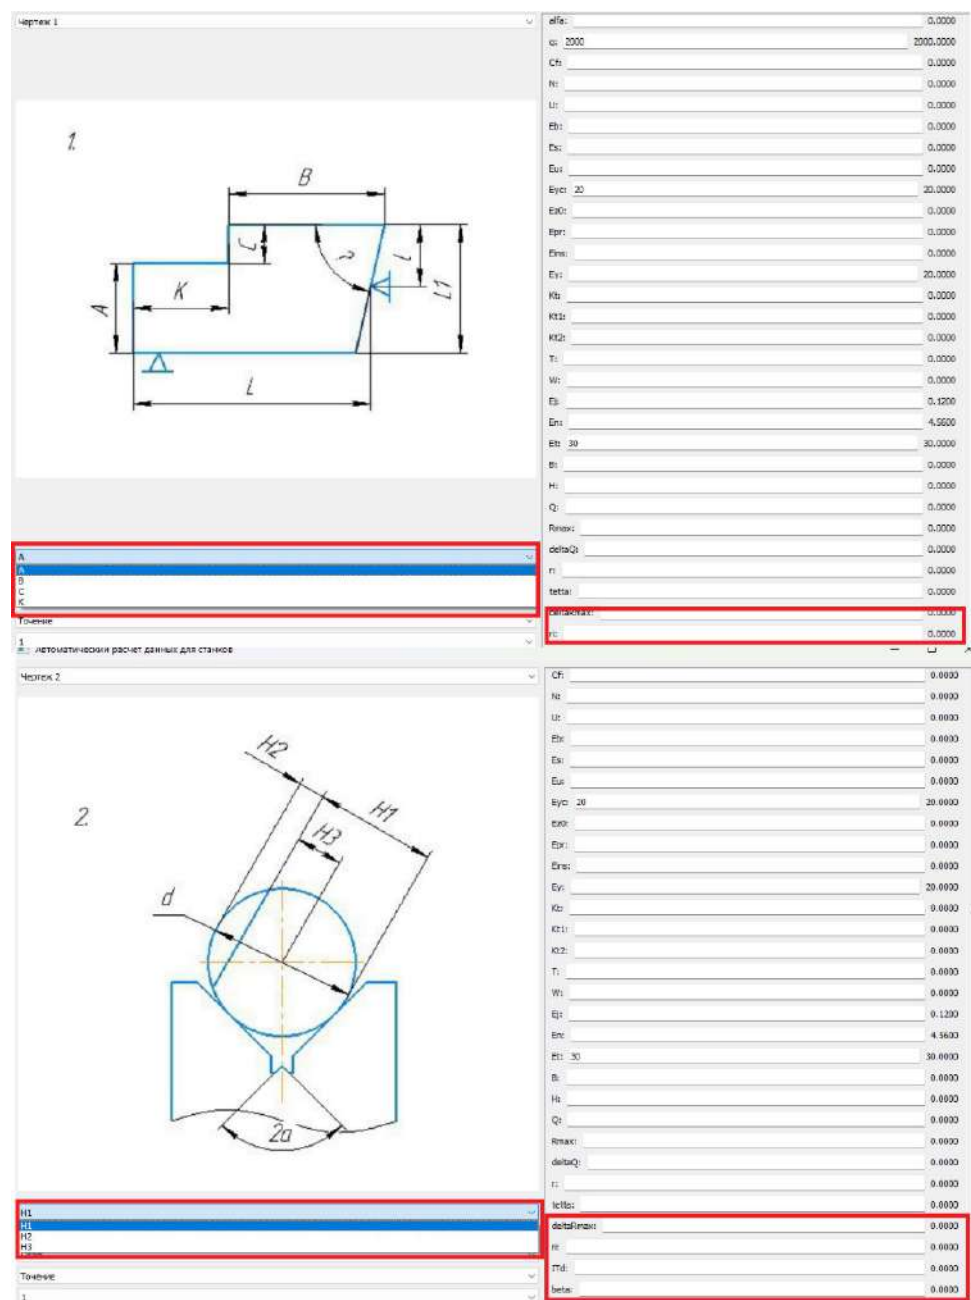 Чертеж 1
1.
B
C
K
A
L
l
L1
A
A
B
C
K
Точение
1
alfa: 0.0000
q: 2000 2000.0000
Cf: 0.0000
N: 0.0000
U: 0.0000
Eb: 0.0000
Es: 0.0000
Eu: 0.0000
Eyc: 20 20.0000
Ez0: 0.0000
Epr: 0.0000
Eins: 0.0000
Ey: 20.0000
Kt: 0.0000
Kt1: 0.0000
Kt2: 0.0000
T: 0.0000
W: 0.0000
Ej: 0.1200
En: 4.5600
Et: 30 30.0000
B: 0.0000
H: 0.0000
Q: 0.0000
Rmax: 0.0000
deltaQ: 0.0000
r: 0.0000
tetta: 0.0000
deltaRmax: 0.0000
ri: 0.0000
Автоматический расчет данных для станков
Чертеж 2
2.
H2
H1
H3
d
2a
H1
H1
H2
H3
Точение
1
Cf: 0.0000
N: 0.0000
U: 0.0000
Eb: 0.0000
Es: 0.0000
Eu: 0.0000
Eyc: 20 20.0000
Ez0: 0.0000
Epr: 0.0000
Eins: 0.0000
Ey: 20.0000
Kt: 0.0000
Kt1: 0.0000
Kt2: 0.0000
T: 0.0000
W: 0.0000
Ej: 0.1200
En: 4.5600
Et: 30 30.0000
B: 0.0000
H: 0.0000
Q: 0.0000
Rmax: 0.0000
deltaQ: 0.0000
r: 0.0000
tetta: 0.0000
deltaRmax: 0.0000
ri: 0.0000
ITd: 0.0000
beta: 0.0000